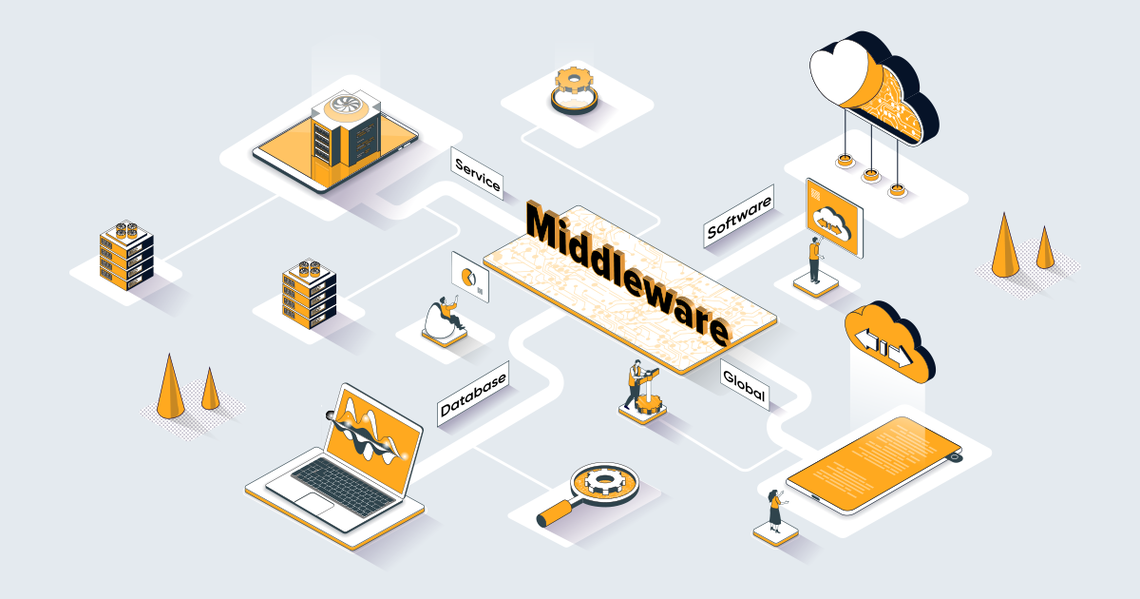 Service
Software
Middleware
Database
Global